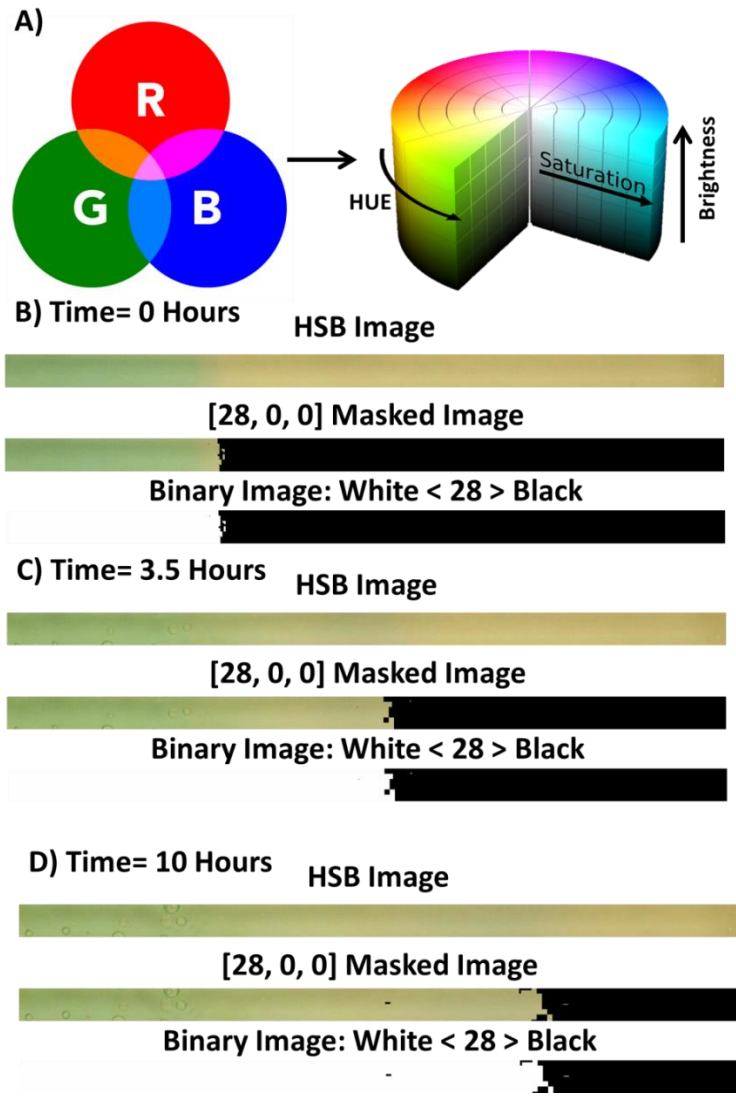 A)
R
G
B
HUE
Saturation
Brightness
B) Time= 0 Hours
HSB Image
[28, 0, 0] Masked Image
Binary Image: White < 28 > Black
C) Time= 3.5 Hours
HSB Image
[28, 0, 0] Masked Image
Binary Image: White < 28 > Black
D) Time= 10 Hours
HSB Image
[28, 0, 0] Masked Image
Binary Image: White < 28 > Black